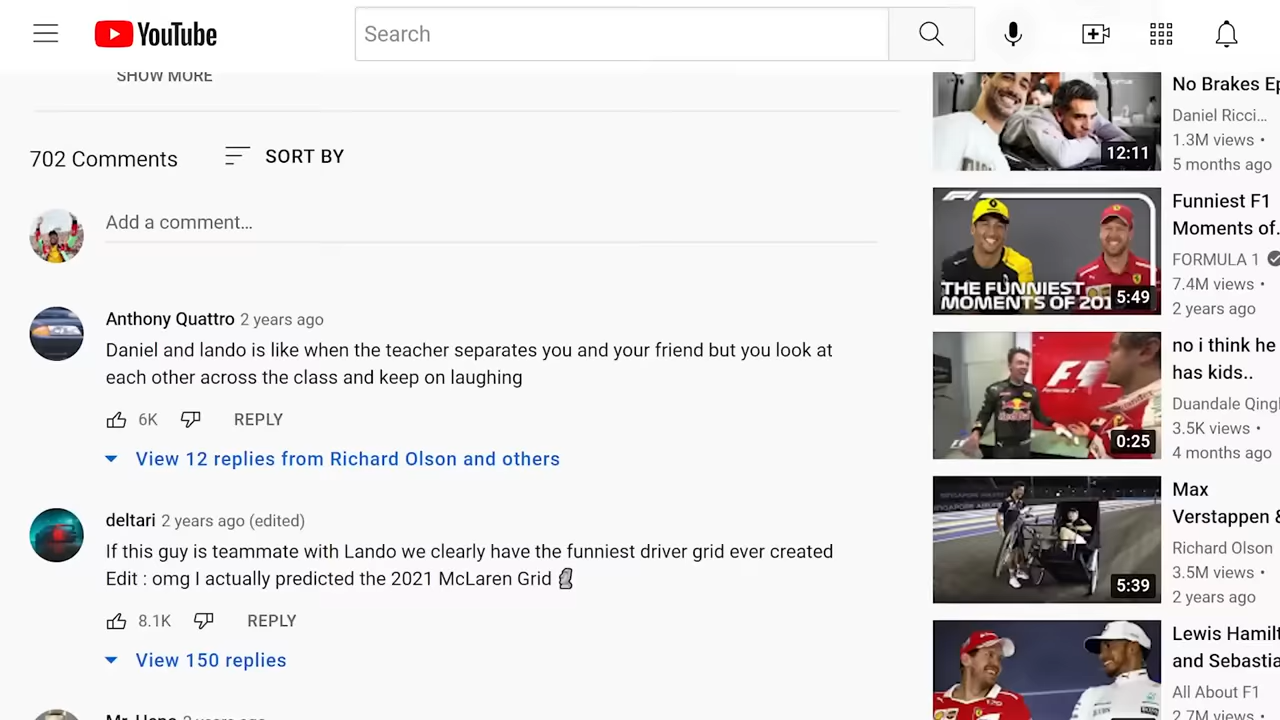 YouTube
Search
SHOW MORE
702 Comments
SORT BY
Add a comment...
Anthony Quattro 2 years ago
Daniel and lando is like when the teacher separates you and your friend but you look at
each other across the class and keep on laughing
6K
REPLY
View 12 replies from Richard Olson and others
deltari 2 years ago (edited)
If this guy is teammate with Lando we clearly have the funniest driver grid ever created
Edit : omg I actually predicted the 2021 McLaren Grid 🗿
8.1K
REPLY
View 150 replies
12:11
No Brakes Ep
Daniel Ricci...
1.3M views •
5 months ago
THE FUNNIEST
MOMENTS OF 201
5:49
Funniest F1
Moments of.
FORMULA 1
7.4M views •
2 years ago
0:25
no i think he
has kids..
Duandale Qingl
3.5K views •
4 months ago
5:39
Max
Verstappen &
Richard Olson
3.5M views •
2 years ago
Lewis Hamilt
and Sebastia
All About F1
2.7M views •